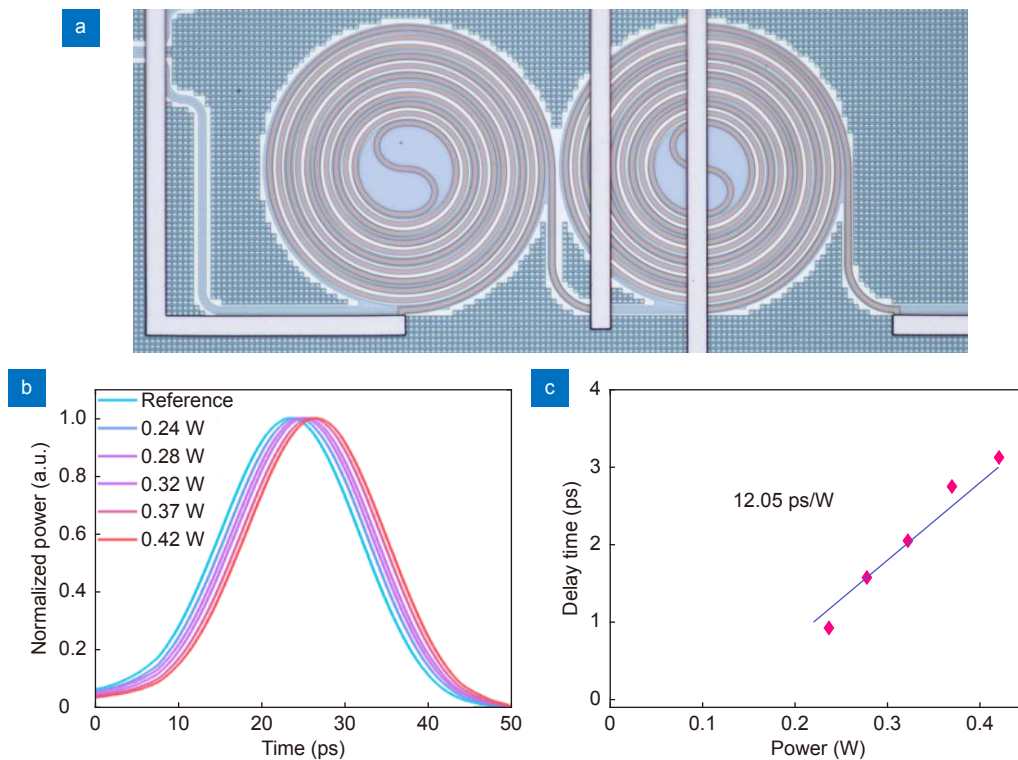 a
b
Normalized power (a.u.)
1.0
0.8
0.6
0.4
0.2
0
Reference
0.24 W
0.28 W
0.32 W
0.37 W
0.42 W
0
10
20
30
40
50
Time (ps)
c
Delay time (ps)
4
3
2
1
0
12.05 ps/W
0
0.1
0.2
0.3
0.4
Power (W)